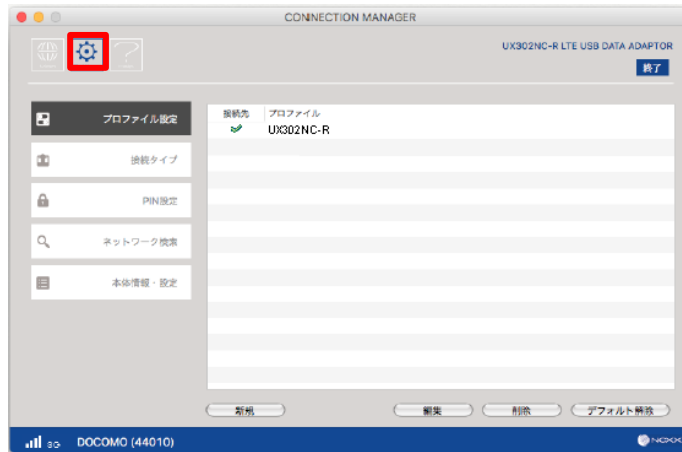 CONNECTION MANAGER
UX302NC-R LTE USB DATA ADAPTOR
終了
プロファイル設定
接続先 プロファイル
UX302NC-R
接続タイプ
PIN設定
ネットワーク検索
本体情報・設定
新規 編集 削除 デフォルト解除
3G DOCOMO (44010)